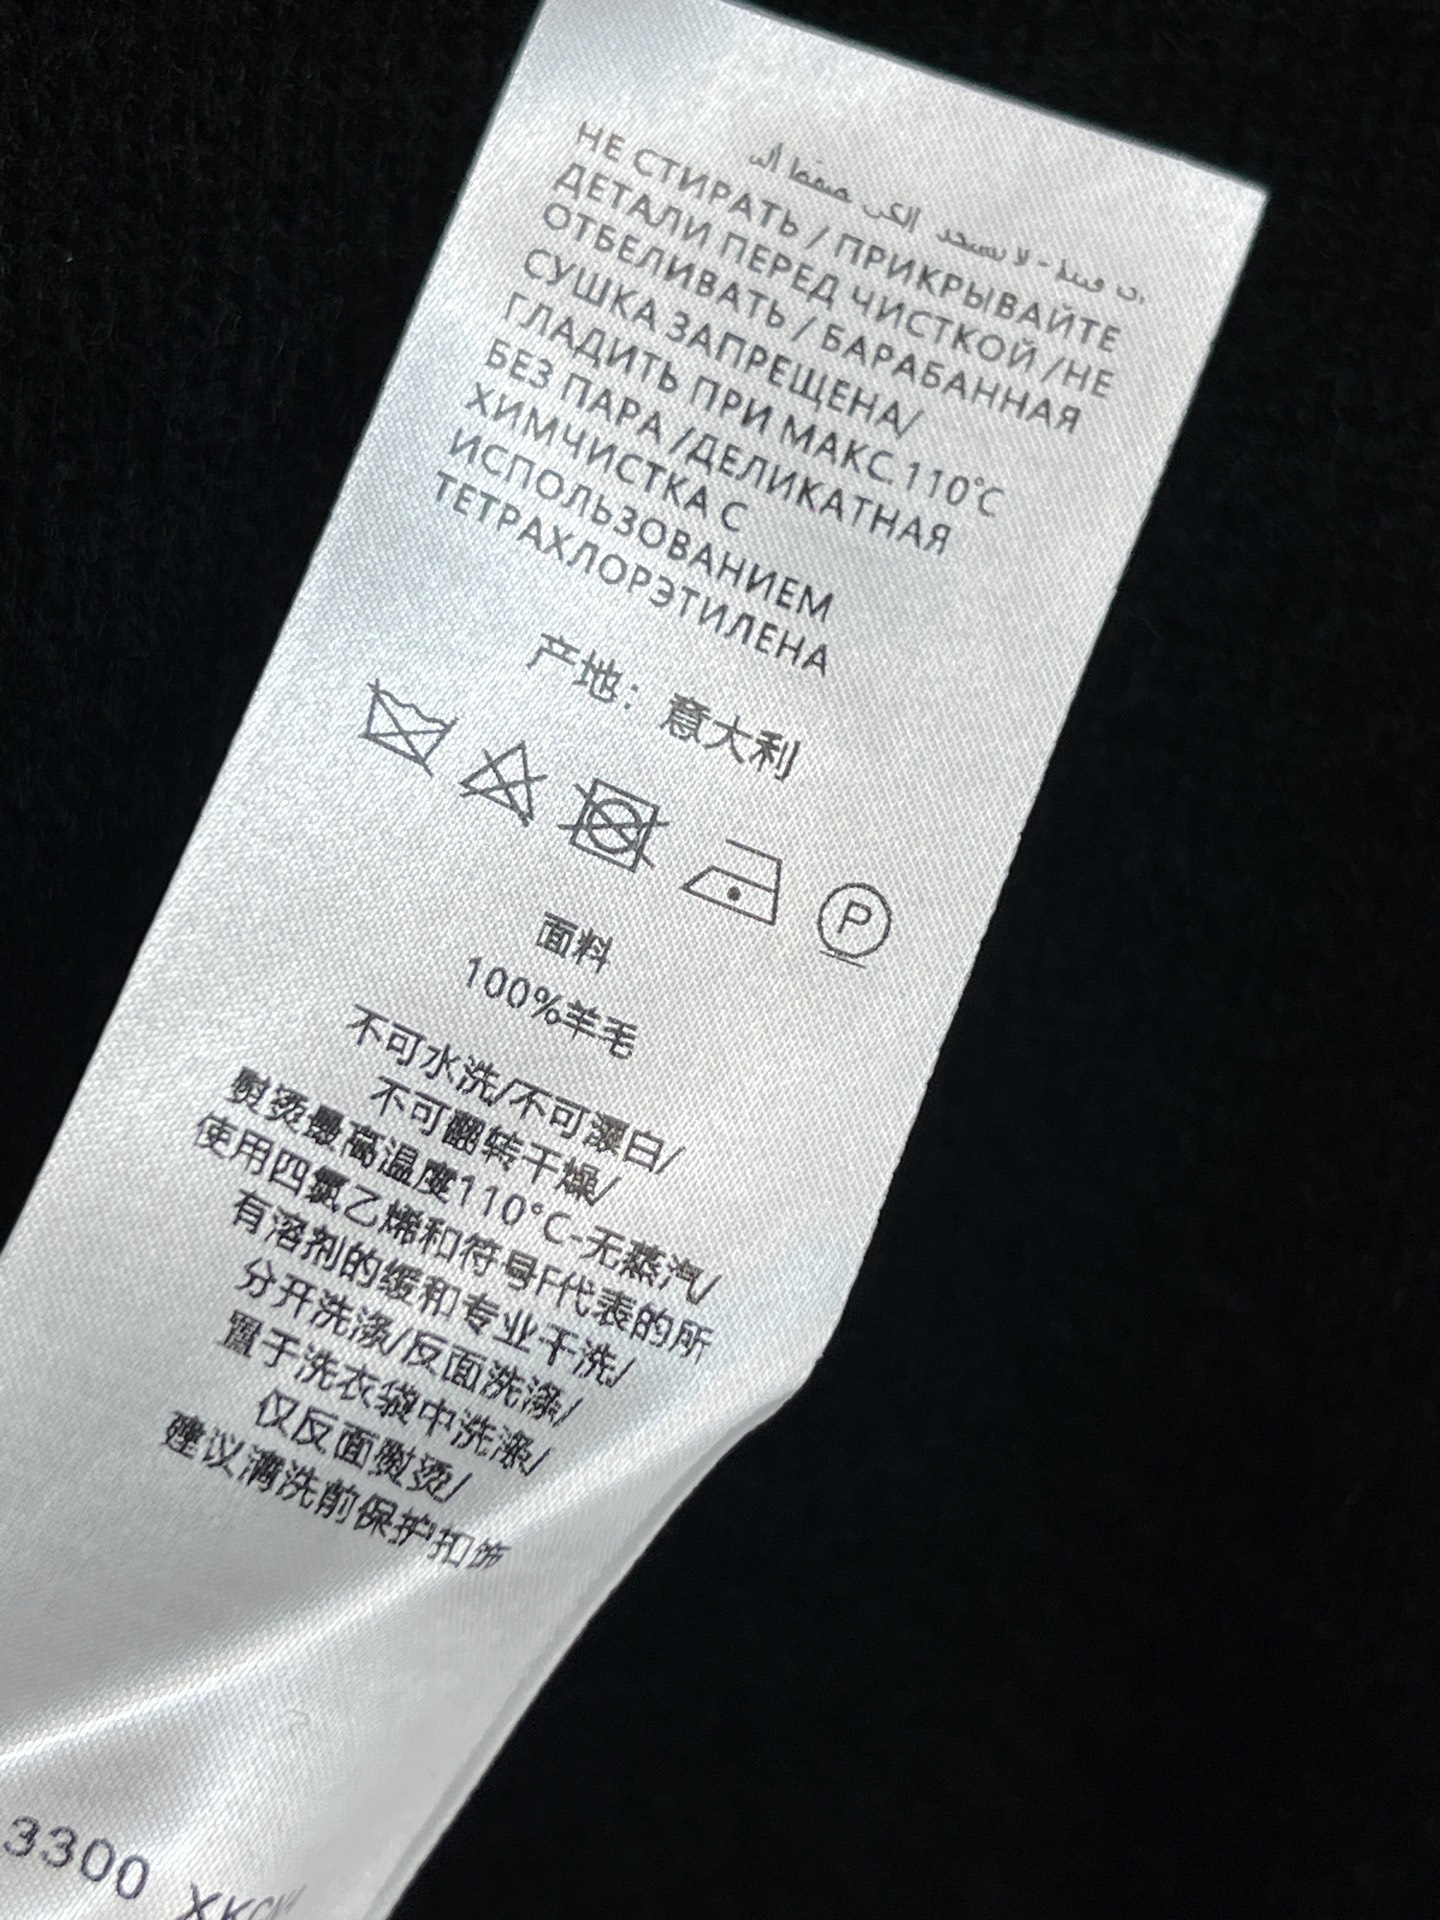 НЕ СТИРАТЬ / ПРИКРЫВАЙТЕ
ДЕТАЛИ ПЕРЕД ЧИСТКОЙ /НЕ
ОТБЕЛИВАТЬ / БАРАБАННАЯ
СУШКА ЗАПРЕЩЕНА/
ГЛАДИТЬ ПРИ МАКС.110°C
БЕЗ ПАРА /ДЕЛИКАТНАЯ
ХИМЧИСТКА С
ИСПОЛЬЗОВАНИЕМ
ТЕТРАХЛОРЭТИЛЕНА
产地：意大利
P
面料
100%羊毛
不可水洗/不可漂白/
不可翻转干燥/
熨烫最高温度110°C-无蒸汽/
使用四氯乙烯和符号F代表的所
有溶剂的缓和专业干洗/
分开洗涤/反面洗涤/
置于洗衣袋中洗涤/
仅反面熨烫/
建议清洗前保护扣饰
3300